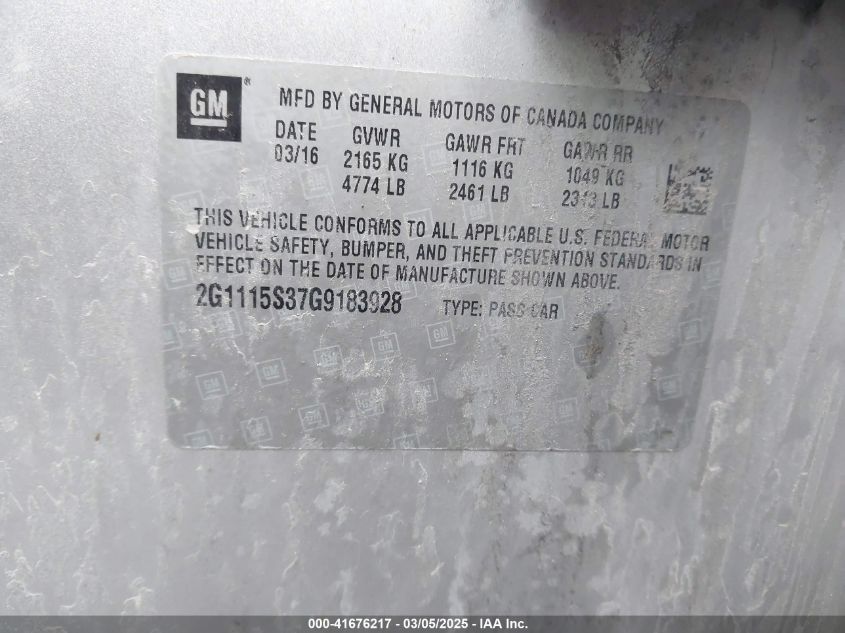 GM®
MFD BY GENERAL MOTORS OF CANADA COMPANY
DATE GVWR GAWR FRT GAWR RR
03/16 2165 KG 1116 KG 1049 KG
4774 LB 2461 LB 2313 LB
THIS VEHICLE CONFORMS TO ALL APPLICABLE U.S. FEDERAL MOTOR
VEHICLE SAFETY, BUMPER, AND THEFT PREVENTION STANDARDS IN
EFFECT ON THE DATE OF MANUFACTURE SHOWN ABOVE.
2G1115S37G9183928 TYPE: PASS CAR
000-41676217 - 03/05/2025 - IAA Inc.